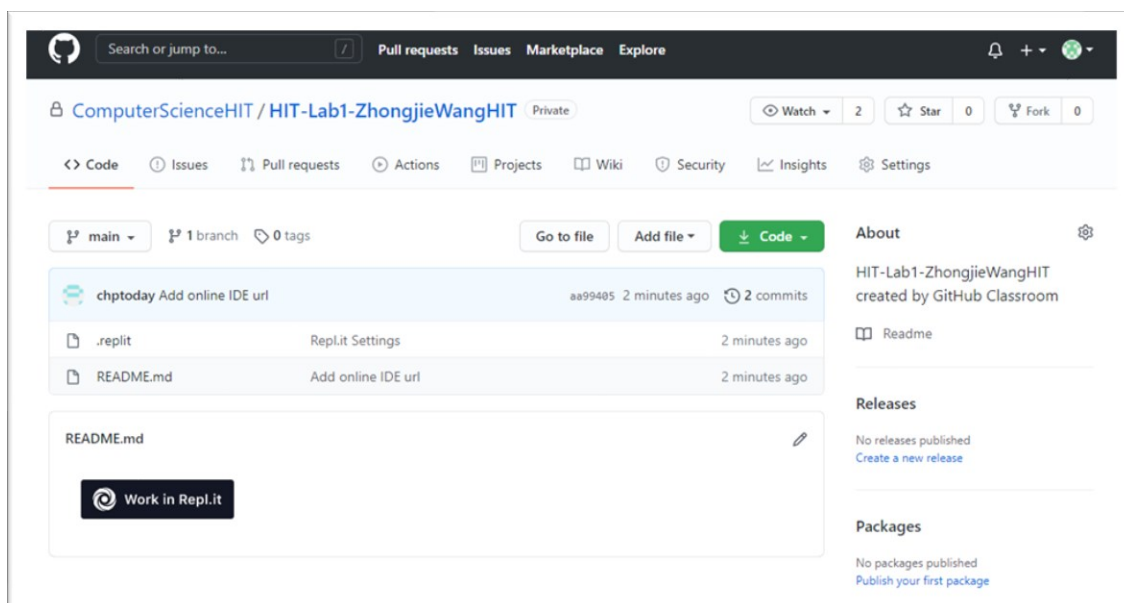 Search or jump to... / Pull requests Issues Marketplace Explore
ComputerScienceHIT / HIT-Lab1-ZhongjieWangHIT Private Watch 2 Star 0 Fork 0
<> Code Issues Pull requests Actions Projects Wiki Security Insights Settings
main 1 branch 0 tags Go to file Add file Code
chptoday Add online IDE url aa99405 2 minutes ago 2 commits
.replit Repl.it Settings 2 minutes ago
README.md Add online IDE url 2 minutes ago
README.md
Work in Repl.it
About
HIT-Lab1-ZhongjieWangHIT
created by GitHub Classroom
Readme
Releases
No releases published
Create a new release
Packages
No packages published
Publish your first package